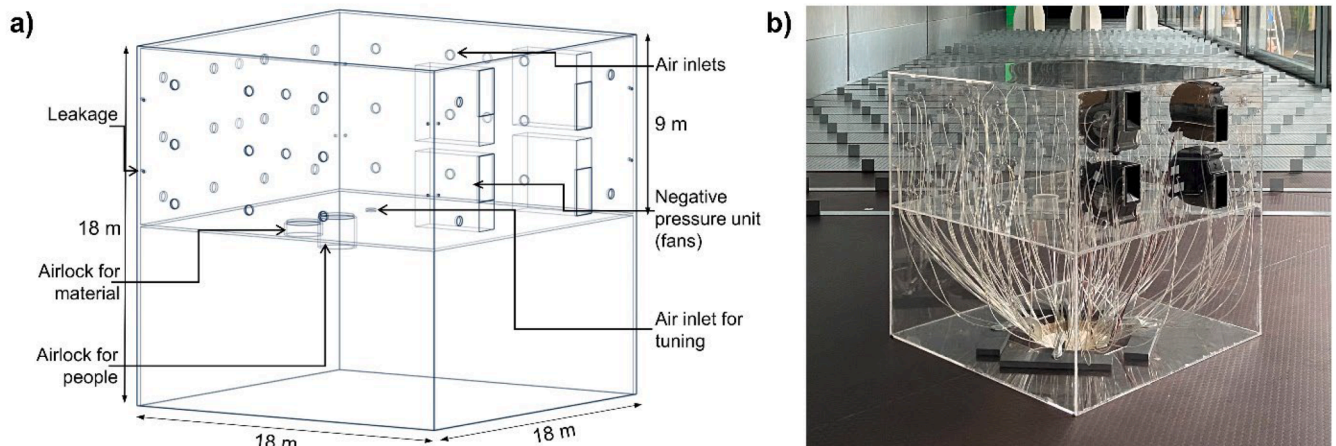 a)
b)
Air inlets
Leakage
9 m
Negative
pressure unit
(fans)
18 m
Airlock for
material
Air inlet for
tuning
Airlock for
people
18 m
18 m